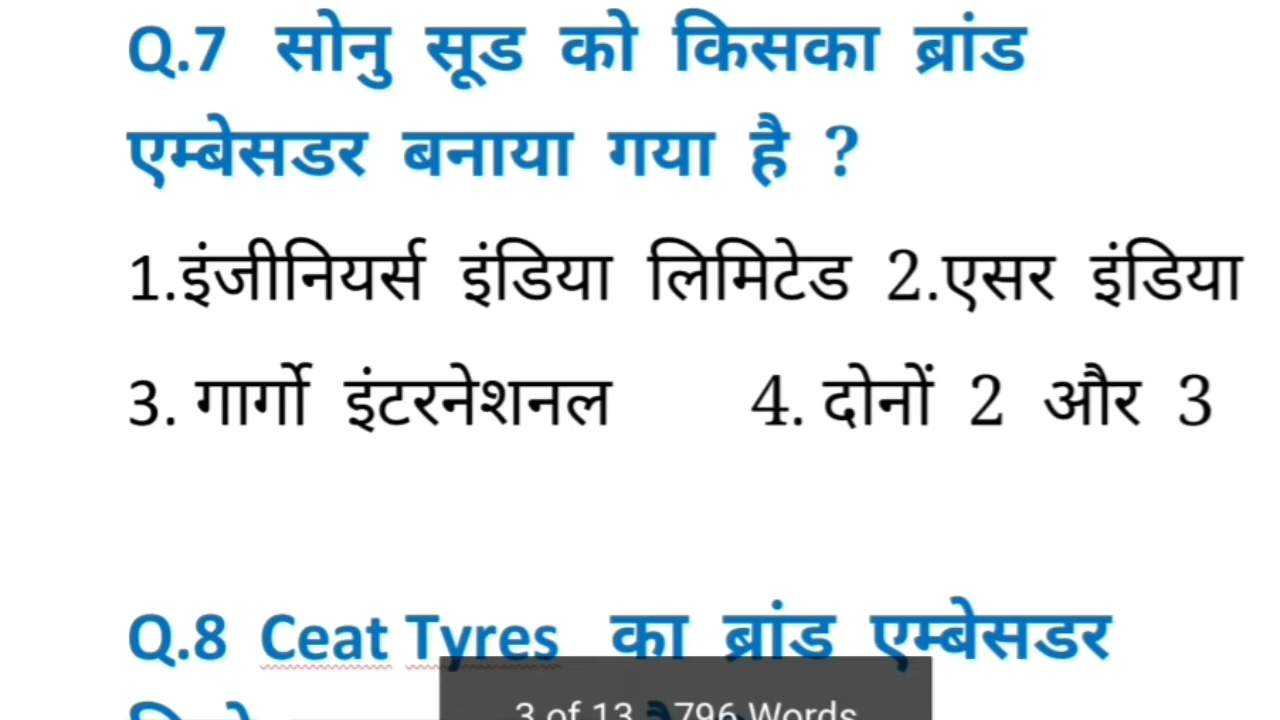 Q.7 सोनु सूड को किसका ब्रांड
एम्बेसडर बनाया गया है ?
1.इंजीनियर्स इंडिया लिमिटेड 2.एसर इंडिया
3. गार्गो इंटरनेशनल 4. दोनों 2 और 3
Q.8 Ceat Tyres का ब्रांड एम्बेसडर
3 of 13 796 Words